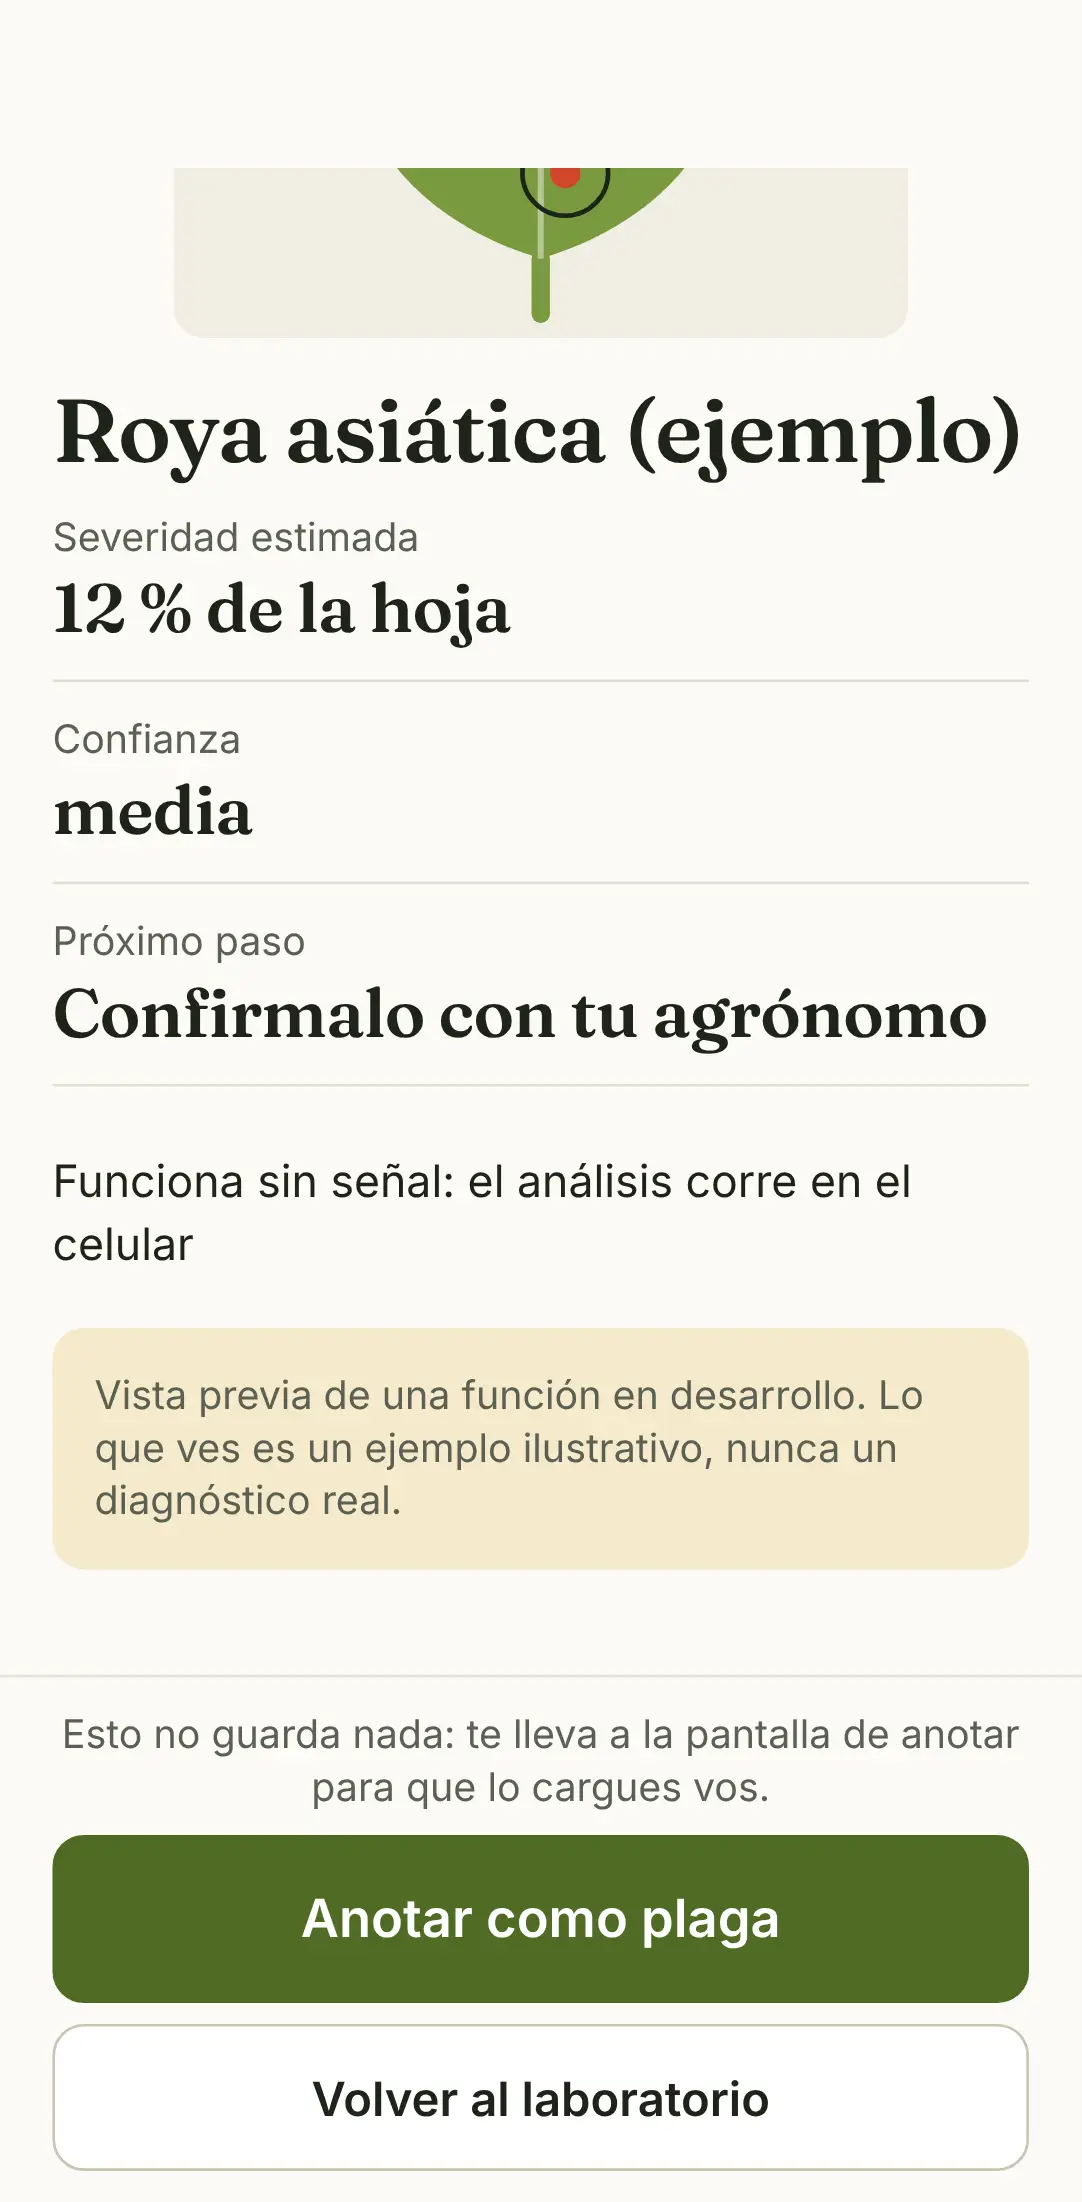 Roya asiática (ejemplo)
Severidad estimada
12 % de la hoja
Confianza
media
Próximo paso
Confirmalo con tu agrónomo
Funciona sin señal: el análisis corre en el
celular
Vista previa de una función en desarrollo. Lo
que ves es un ejemplo ilustrativo, nunca un
diagnóstico real.
Esto no guarda nada: te lleva a la pantalla de anotar
para que lo cargues vos.
Anotar como plaga
Volver al laboratorio